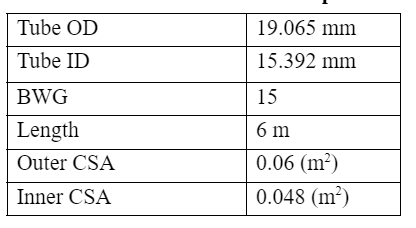 Tube OD 19.065 mm
Tube ID 15.392 mm
BWG 15
Length 6 m
Outer CSA 0.06 (m²)
Inner CSA 0.048 (m²)